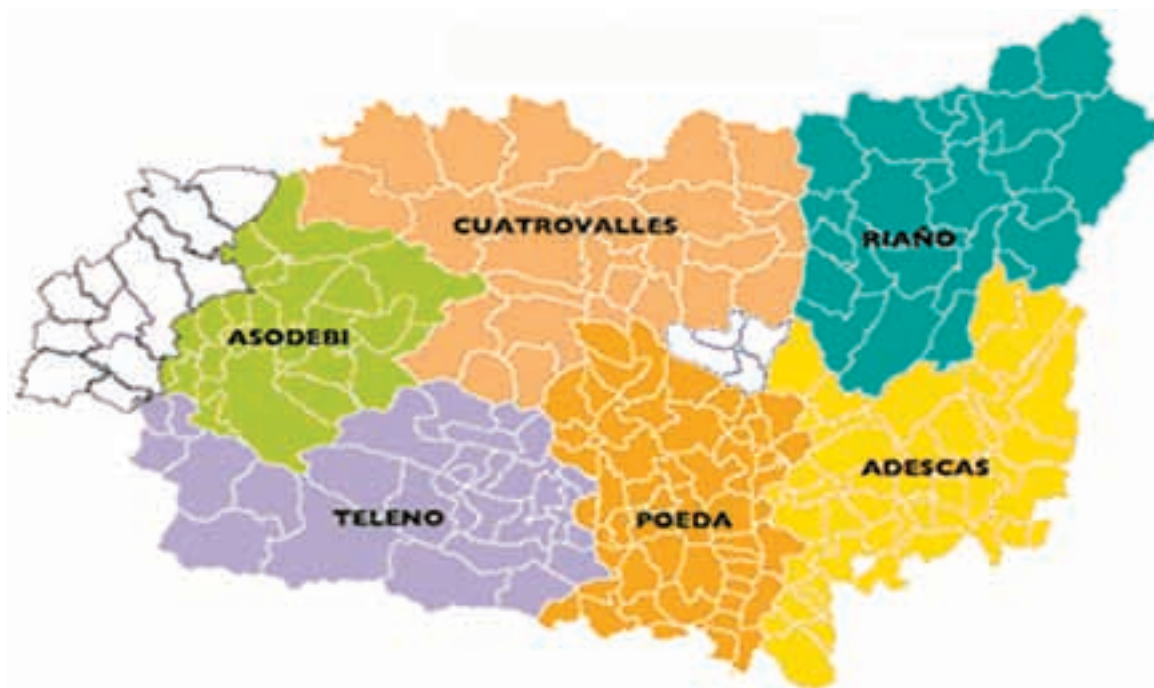 CUATROVALLES
RIAÑO
ASODEBI
ADESCAS
TELENO
POEDA